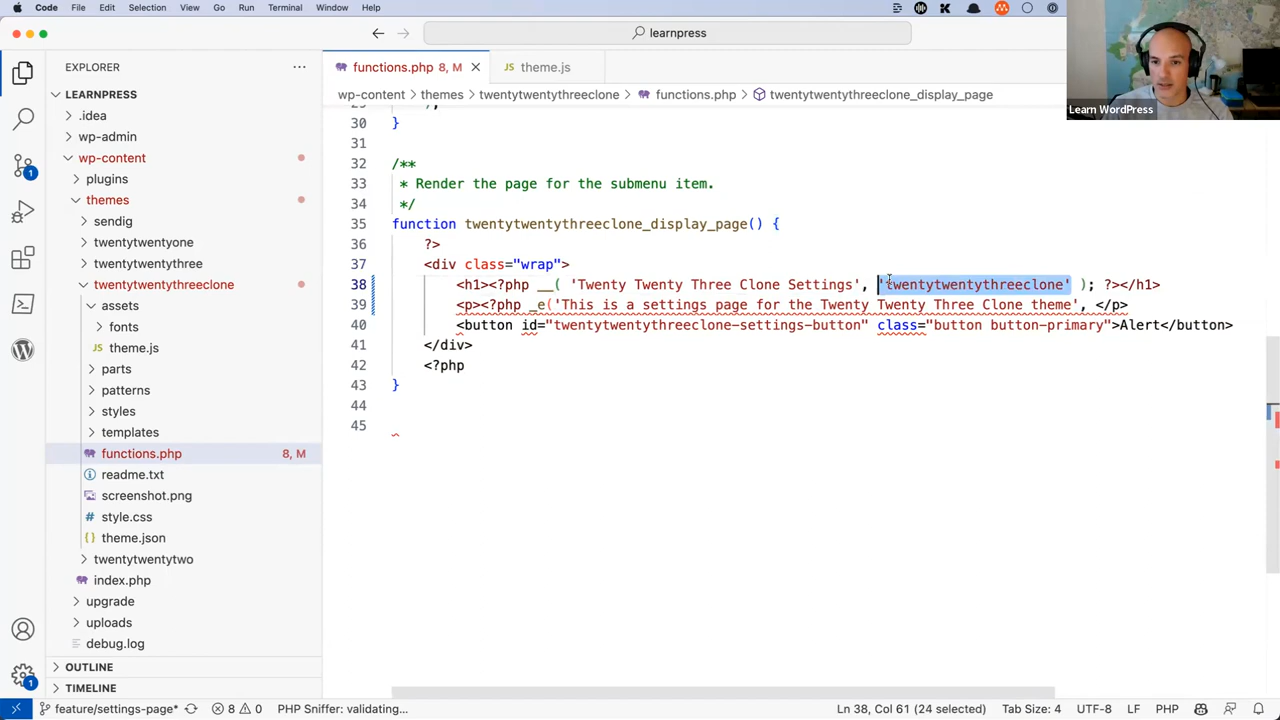 Code File Edit Selection View Go Run Terminal Window Help
learnpress
Learn WordPress
EXPLORER
functions.php 8, M
theme.js
LEARNPRESS
wp-content > themes > twentytwentythreeclone > functions.php > twentytwentythreeclone_display_page
.idea
wp-admin
wp-content
plugins
themes
sendig
twentytwentyone
twentytwentythree
twentytwentythreeclone
assets
fonts
theme.js
parts
patterns
styles
templates
functions.php 8, M
readme.txt
screenshot.png
style.css
theme.json
twentytwentytwo
index.php
upgrade
uploads
debug.log
OUTLINE
TIMELINE
30 }
31
32 /**
33 * Render the page for the submenu item.
34 */
35 function twentytwentythreeclone_display_page() {
36 ?>
37 <div class="wrap">
38 <h1><?php __( 'Twenty Twenty Three Clone Settings', 'twentytwentythreeclone' ); ?></h1>
39 <p><?php _e('This is a settings page for the Twenty Twenty Three Clone theme', </p>
40 <button id="twentytwentythreeclone-settings-button" class="button button-primary">Alert</button>
41 </div>
42 <?php
43 }
44
45
1
1
feature/settings-page* 8 0 PHP Sniffer: validating... Ln 38, Col 61 (24 selected) Tab Size: 4 UTF-8 LF PHP